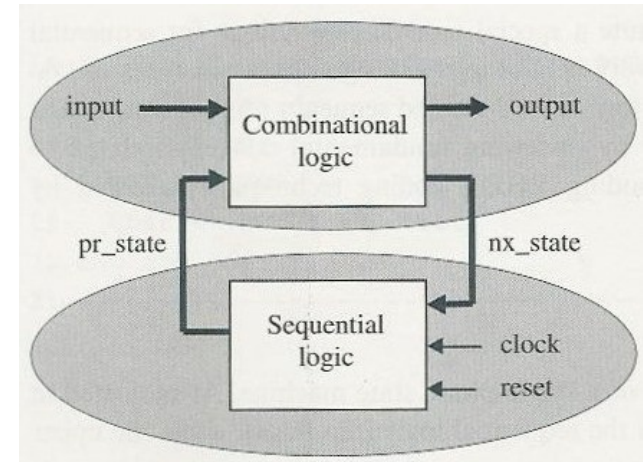 input
Combinational
logic
output
pr_state
nx_state
Sequential
logic
clock
reset